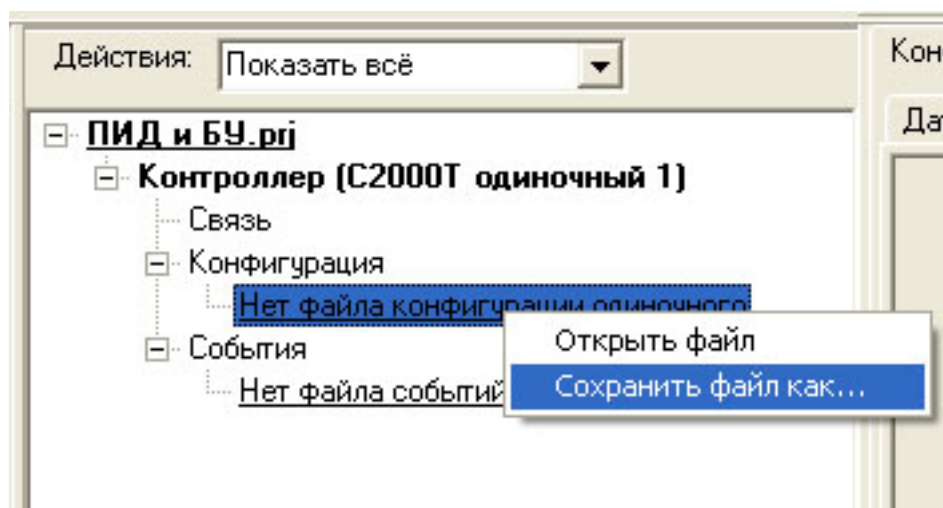 Действия: Показать всё
Кон
Да
ПИД и БУ.prj
Контроллер (С2000Т одиночный 1)
Связь
Конфигурация
Нет файла конфигурации одиночного
Открыть файл
События
Сохранить файл как...
Нет файла событий